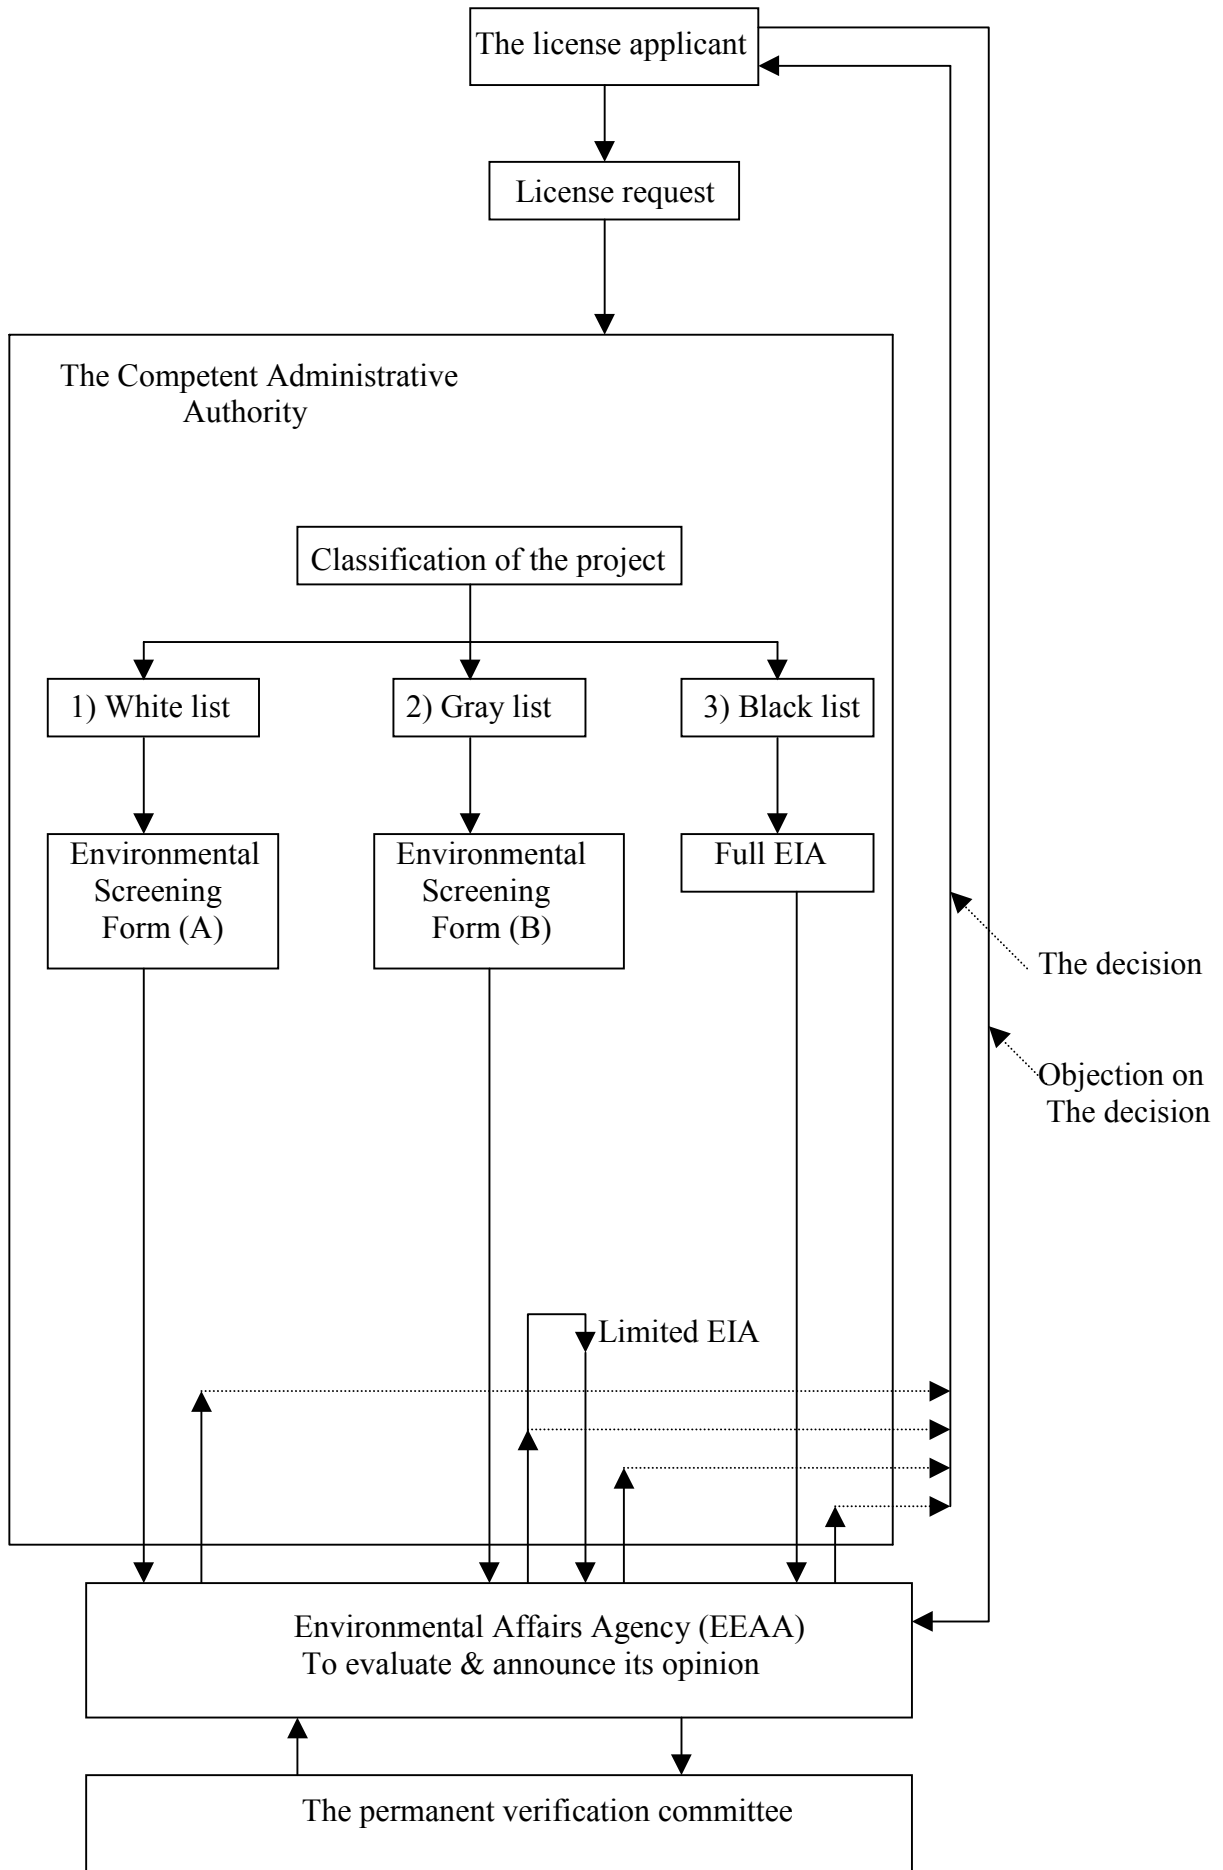 The license applicant
License request
The Competent Administrative
Authority
Classification of the project
1) White list
2) Gray list
3) Black list
Environmental
Screening
Form (A)
Environmental
Screening
Form (B)
Full EIA
The decision
Objection on
The decision
Limited EIA
Environmental Affairs Agency (EEAA)
To evaluate & announce its opinion
The permanent verification committee